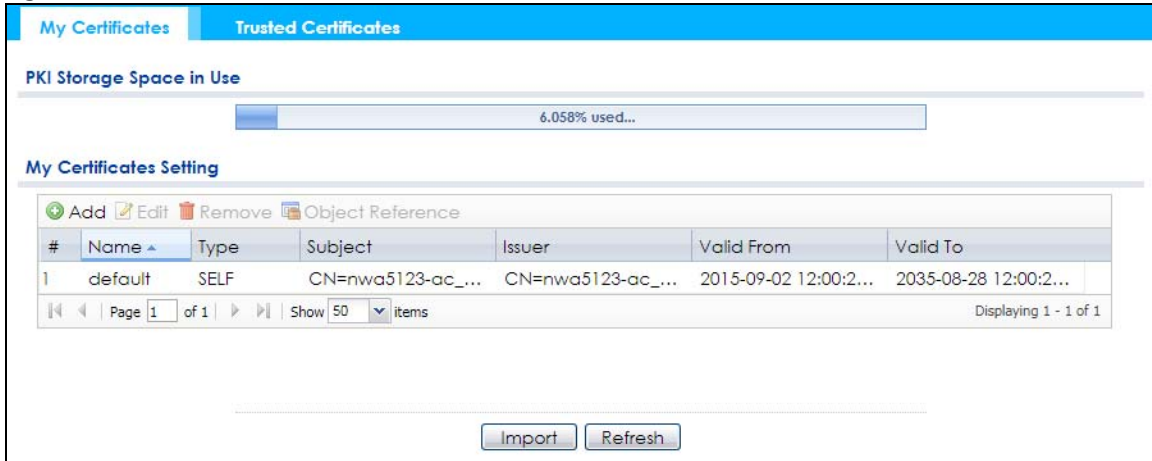 My Certificates Trusted Certificates
PKI Storage Space in Use
6.058% used...
My Certificates Setting
Add Edit Remove Object Reference
# Name Type Subject Issuer Valid From Valid To
1 default SELF CN=nwa5123-ac_... CN=nwa5123-ac_... 2015-09-02 12:00:2... 2035-08-28 12:00:2...
Page 1 of 1 Show 50 items Displaying 1 - 1 of 1
Import Refresh